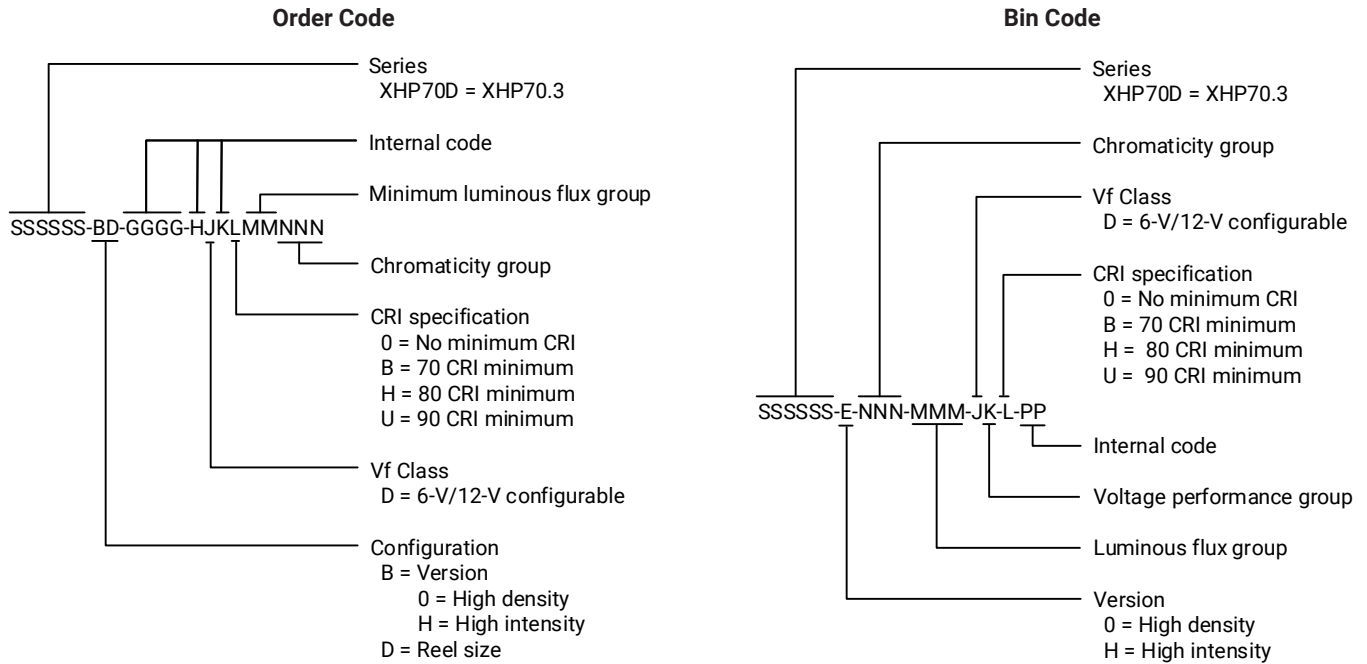 Order Code
Series
XHP70D = XHP70.3
Internal code
Minimum luminous flux group
SSSSSS-BD-GGGG-HJKLMMNNN
Chromaticity group
CRI specification
0 = No minimum CRI
B = 70 CRI minimum
H = 80 CRI minimum
U = 90 CRI minimum
Vf Class
D = 6-V/12-V configurable
Configuration
B = Version
0 = High density
H = High intensity
D = Reel size
Bin Code
Series
XHP70D = XHP70.3
Chromaticity group
Vf Class
D = 6-V/12-V configurable
CRI specification
0 = No minimum CRI
B = 70 CRI minimum
H = 80 CRI minimum
U = 90 CRI minimum
SSSSSS-E-NNN-MMM-JK-L-PP
Internal code
Voltage performance group
Luminous flux group
Version
0 = High density
H = High intensity